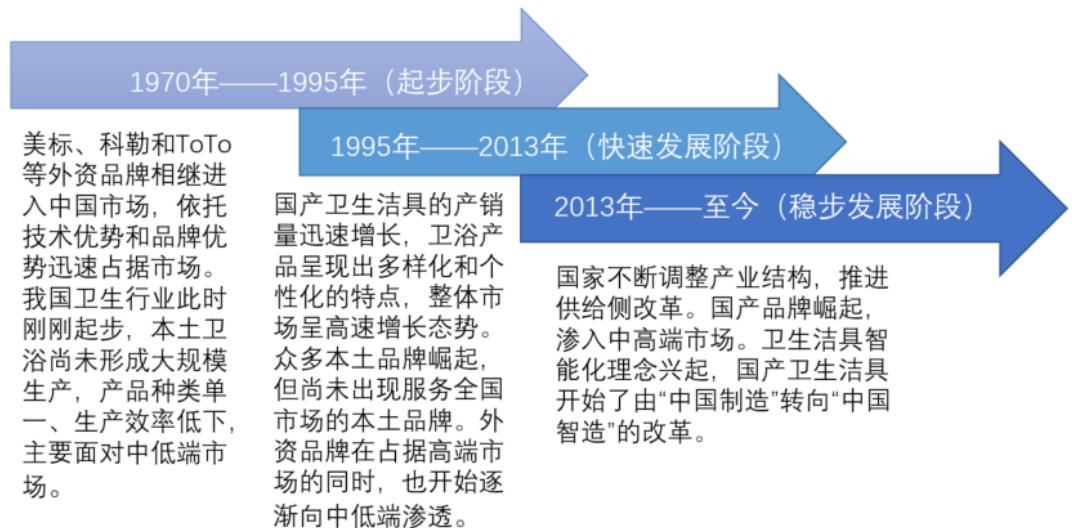 1970年——1995年（起步阶段）
美标、科勒和ToTo
等外资品牌相继进
入中国市场，依托
技术优势和品牌优
势迅速占据市场。
我国卫生行业此时
刚刚起步，本土卫
浴尚未形成大规模
生产，产品种类单
一、生产效率低下，
主要面对中低端市
场。
1995年——2013年（快速发展阶段）
国产卫生洁具的产销
量迅速增长，卫浴产
品呈现出多样化和个
性化的特点，整体市
场呈高速增长态势。
众多本土品牌崛起，
但尚未出现服务全国
市场的本土品牌。外
资品牌在占据高端市
场的同时，也开始逐
渐向中低端渗透。
2013年——至今（稳步发展阶段）
国家不断调整产业结构，推进
供给侧改革。国产品牌崛起，
渗入中高端市场。卫生洁具智
能化理念兴起，国产卫生洁具
开始了由“中国制造”转向“中国
智造”的改革。